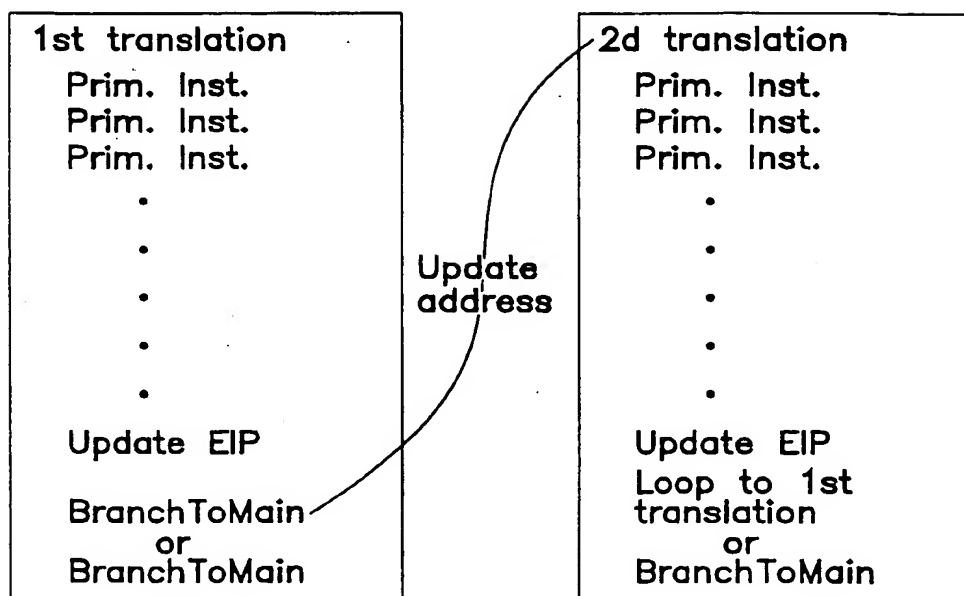 1st translation
Prim. Inst.
Prim. Inst.
Prim. Inst.
Update EIP
BranchToMain
or
BranchToMain
Update
address
2d translation
Prim. Inst.
Prim. Inst.
Prim. Inst.
Update EIP
Loop to 1st
translation
or
BranchToMain